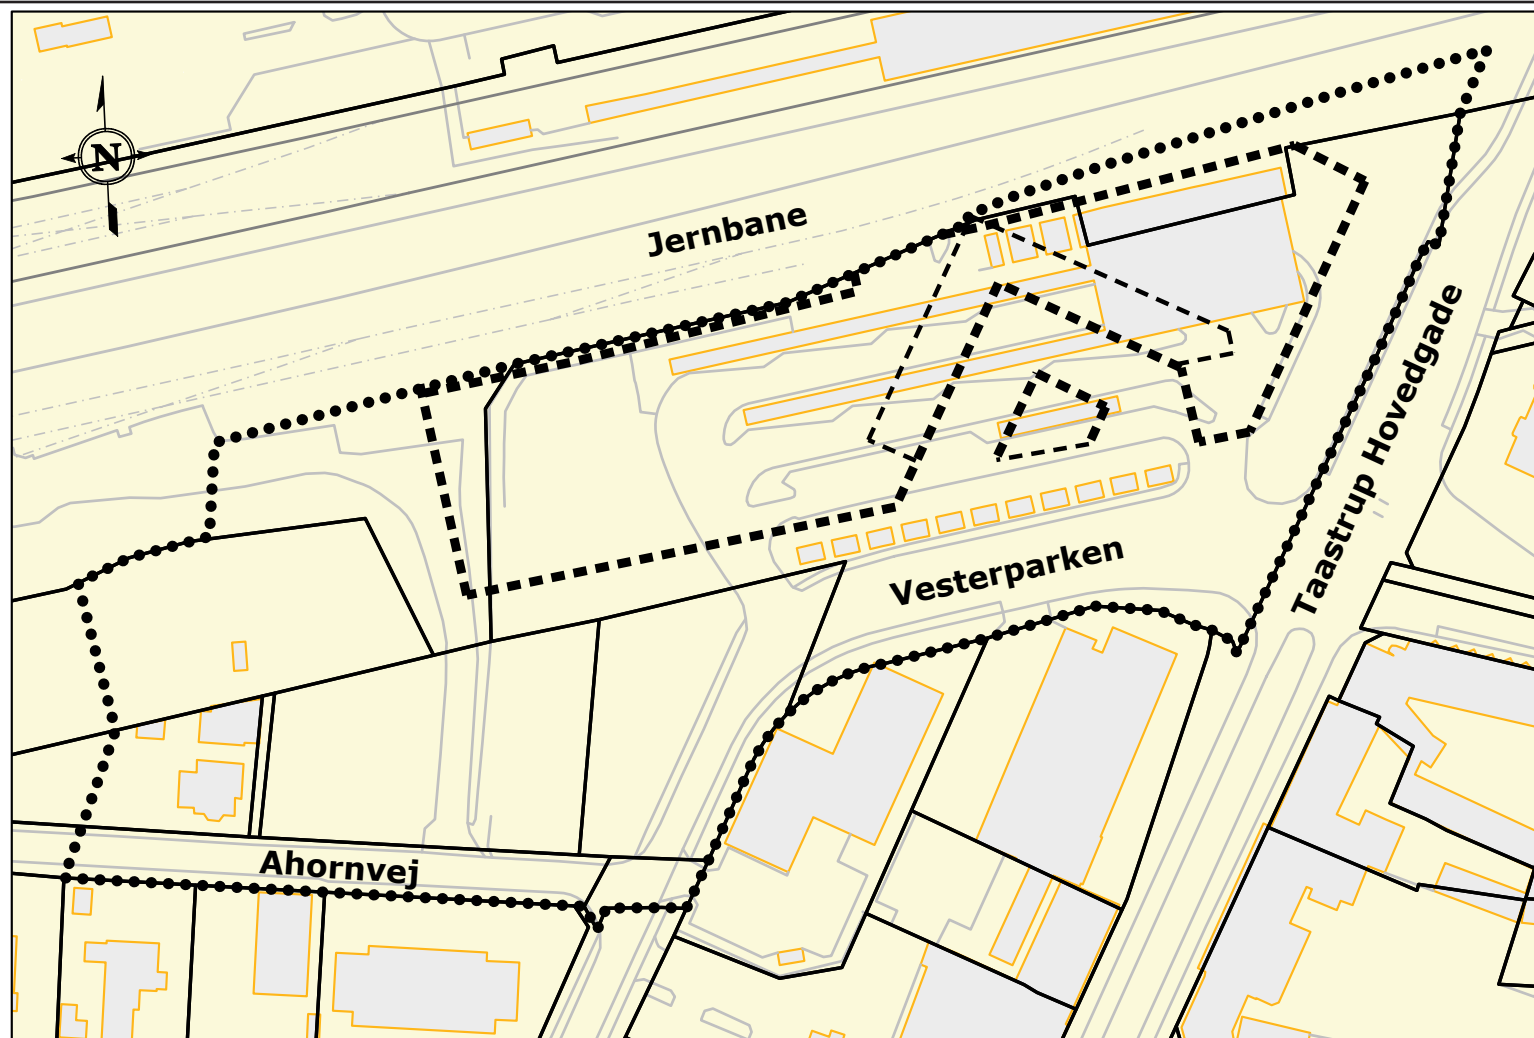 N
Jernbane
Taastrup Hovedgade
Vesterparken
Ahornvej